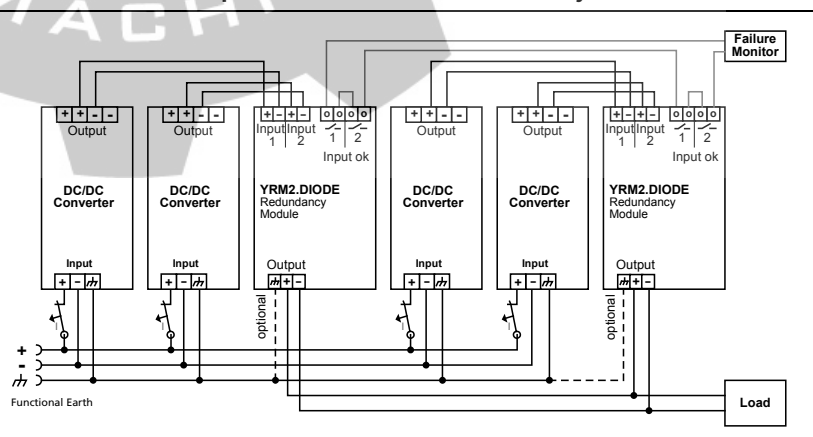 MACH
Failure
Monitor
+ + - -
Output
+ + - -
Output
+ - + -
o o o o
Input Input
1 2
1 2
Input ok
+ + - -
Output
+ + - -
Output
+ - + -
o o o o
Input Input
1 2
1 2
Input ok
DC/DC
Converter
DC/DC
Converter
YRM2.DIODE
Redundancy
Module
DC/DC
Converter
DC/DC
Converter
YRM2.DIODE
Redundancy
Module
Input
+ -
Input
+ -
Output
+ -
Input
+ -
Input
+ -
Output
+ -
optional
optional
+
-
Functional Earth
Load